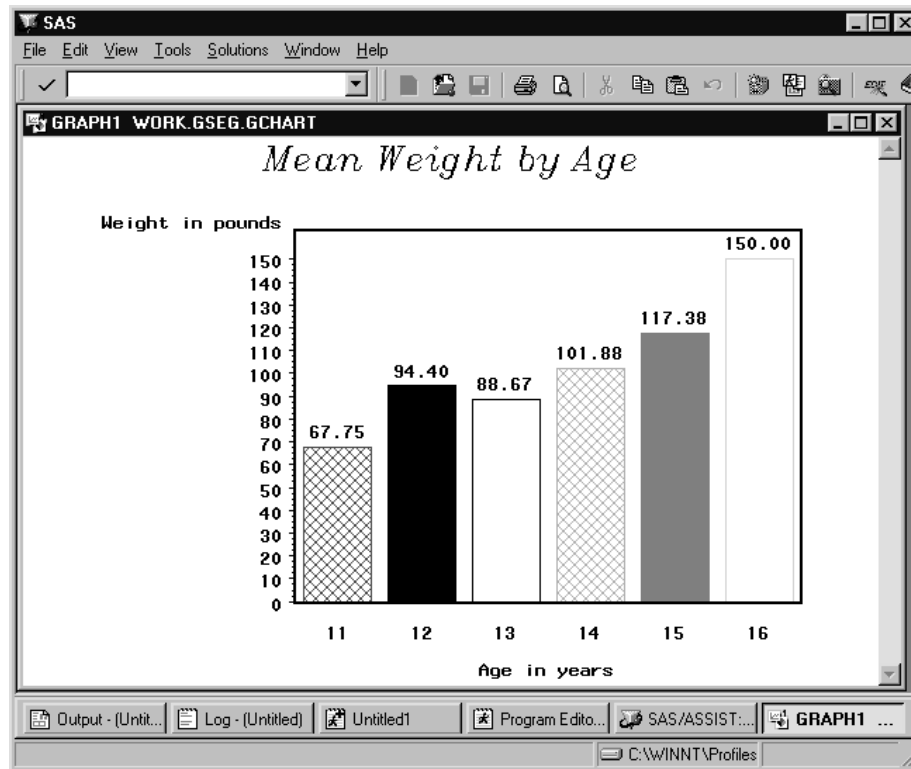 SAS
File Edit View Tools Solutions Window Help
GRAPH1 WORK.GSEG.GCHART
Mean Weight by Age
Weight in pounds
150.00
150
140
130
117.38
120
110
101.88
100
94.40
90
88.67
80
67.75
70
60
50
40
30
20
10
0
11 12 13 14 15 16
Age in years
Output - (Untit... Log - (Untitled) Untitled1 Program Edito... SAS/ASSIST:... GRAPH1 ...
C:\WINNT\Profiles